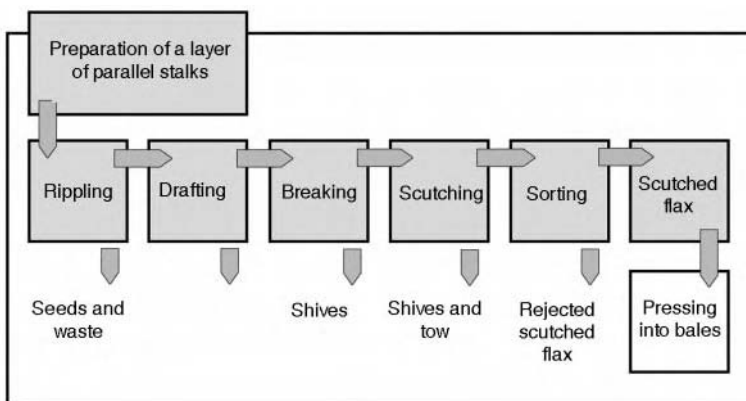 Preparation of a layer
of parallel stalks
Rippling
Drafting
Breaking
Scutching
Sorting
Scutched
flax
Seeds and
waste
Shives
Shives and
tow
Rejected
scutched
flax
Pressing
into bales